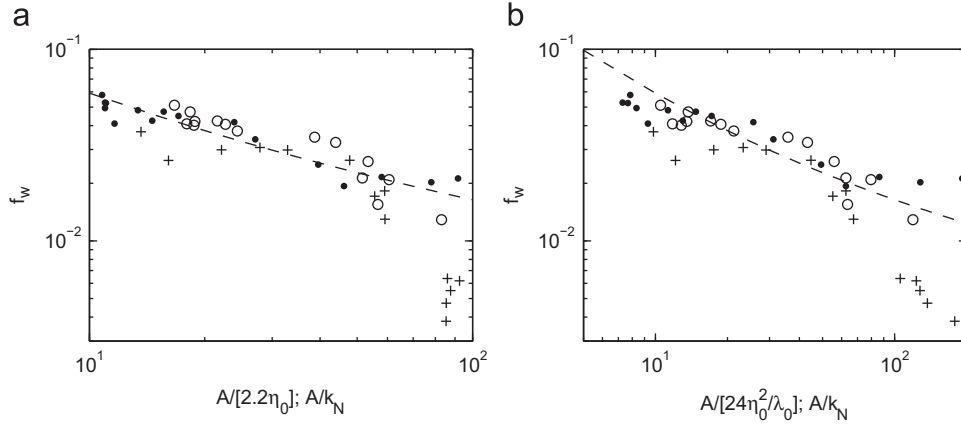 a
b
10^{-1}
10^{-2}
f_w
10^1
10^2
A/[2.2η_0]; A/k_N
10^{-1}
10^{-2}
f_w
10^1
10^2
A/[24η_0^2/λ_0]; A/k_N